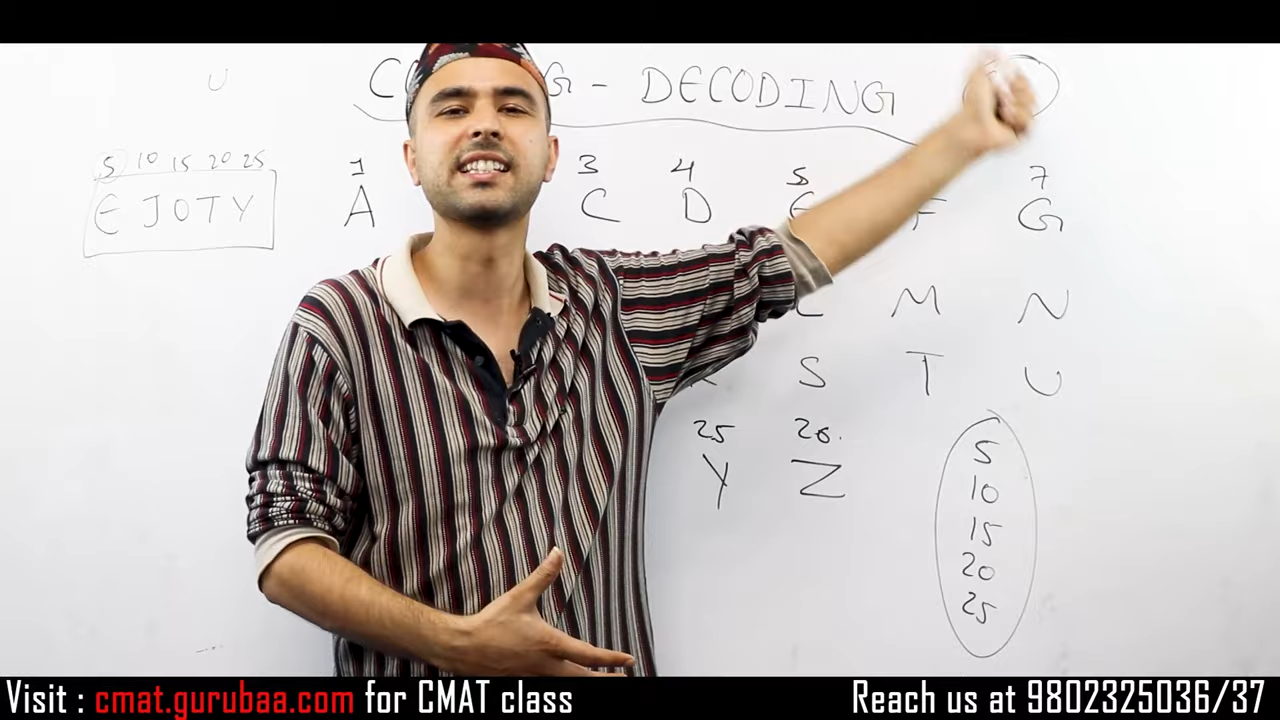 U
CODING - DECODING
5 10 15 20 25
E J O T Y
1 3 4 5 7
A C D E F G
L M N
S T U
25 26
Y Z
5
10
15
20
25
Visit : cmat.gurubaa.com for CMAT class
Reach us at 9802325036/37